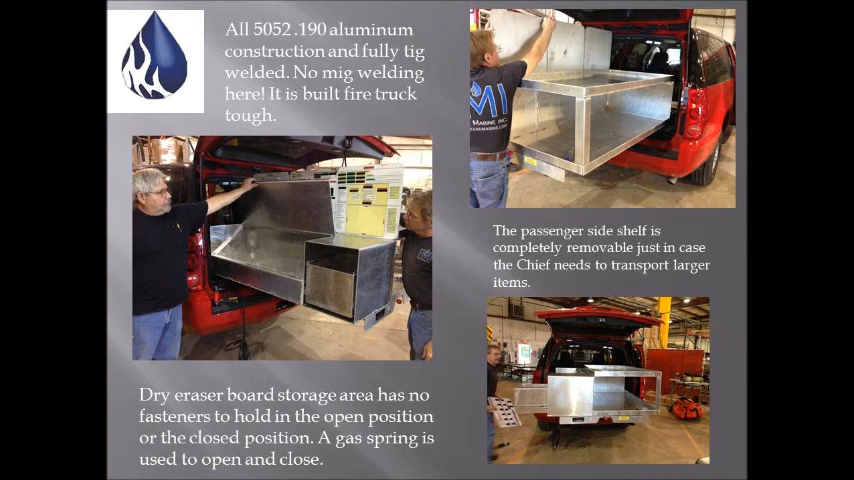 All 5052 .190 aluminum
construction and fully tig
welded. No mig welding
here! It is built fire truck
tough.
MI
MARINE INC.
The passenger side shelf is
completely removable just in case
the Chief needs to transport larger
items.
Dry eraser board storage area has no
fasteners to hold in the open position
or the closed position. A gas spring is
used to open and close.